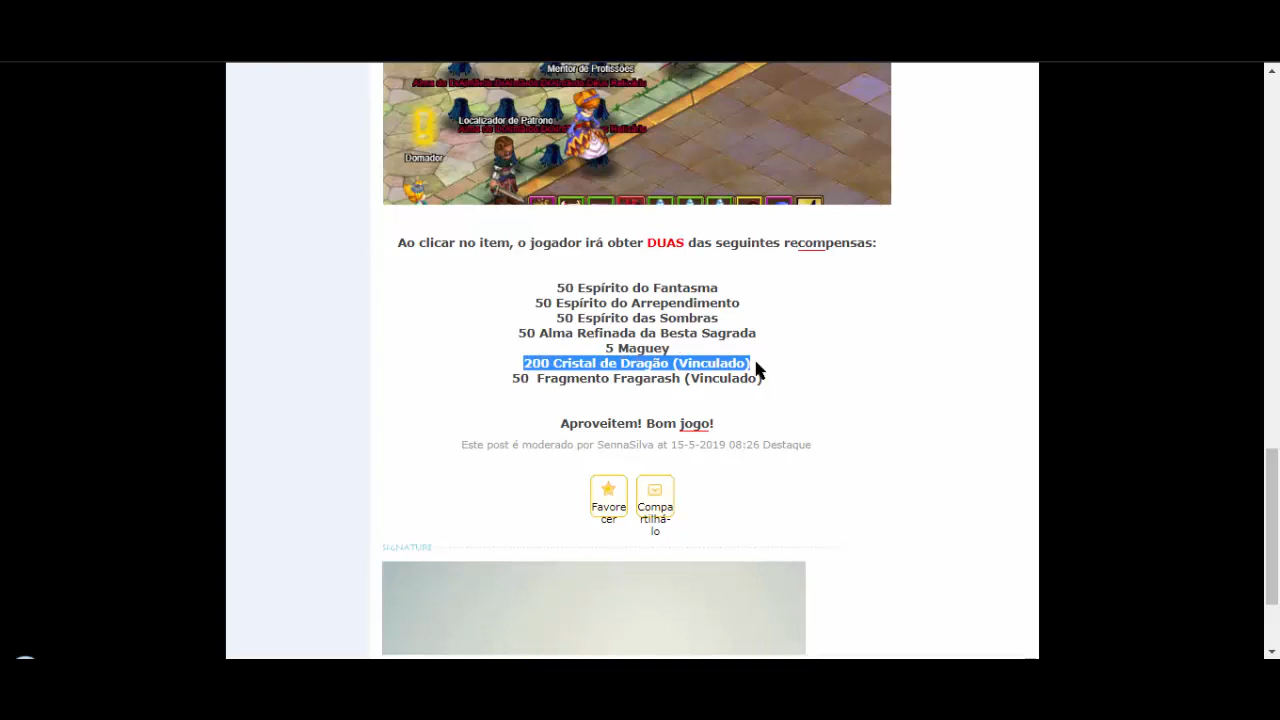 Mentor de Profissões
Localizador de Patrono
Domador
Ao clicar no item, o jogador irá obter DUAS das seguintes recompensas:
50 Espírito do Fantasma
50 Espírito do Arrependimento
50 Espírito das Sombras
50 Alma Refinada da Besta Sagrada
5 Maguey
200 Cristal de Dragão (Vinculado)
50 Fragmento Fragarash (Vinculado)
Aproveitem! Bom jogo!
Este post é moderado por SennaSilva at 15-5-2019 08:26 Destaque
Favore
cer
Compa
rtilhá-
lo
SIGNATURE